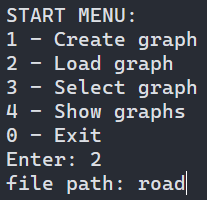 START MENU:
1 - Create graph
2 - Load graph
3 - Select graph
4 - Show graphs
0 - Exit
Enter: 2
file path: road